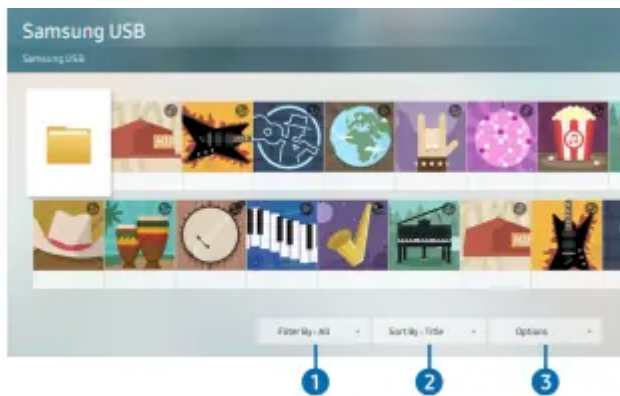 Samsung USB
Samsung USB
Filter By : All
Sort By : Title
Options
1
2
3